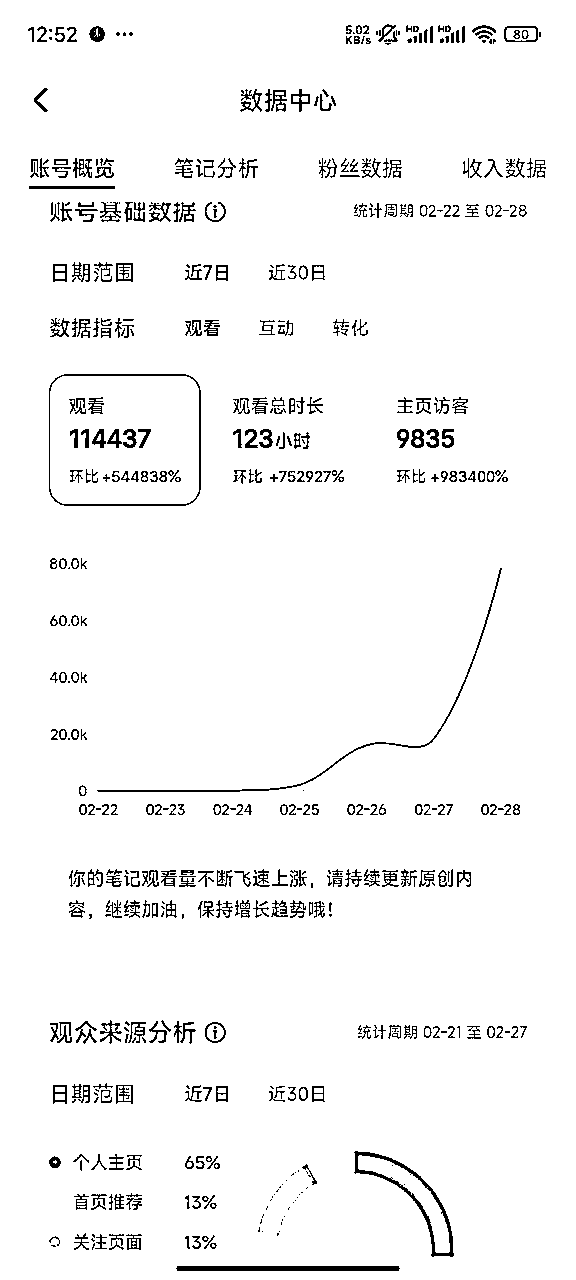 12:52 5.02 KB/s HD HD 80
数据中心
账号概览 笔记分析 粉丝数据 收入数据
账号基础数据 统计周期 02-22 至 02-28
日期范围 近7日 近30日
数据指标 观看 互动 转化
观看 观看总时长 主页访客
114437 123小时 9835
环比 +544838% 环比 +752927% 环比 +983400%
80.0k
60.0k
40.0k
20.0k
0
02-22 02-23 02-24 02-25 02-26 02-27 02-28
你的笔记观看量不断飞速上涨，请持续更新原创内
容，继续加油，保持增长趋势哦！
观众来源分析 统计周期 02-21 至 02-27
日期范围 近7日 近30日
个人主页 65%
首页推荐 13%
关注页面 13%